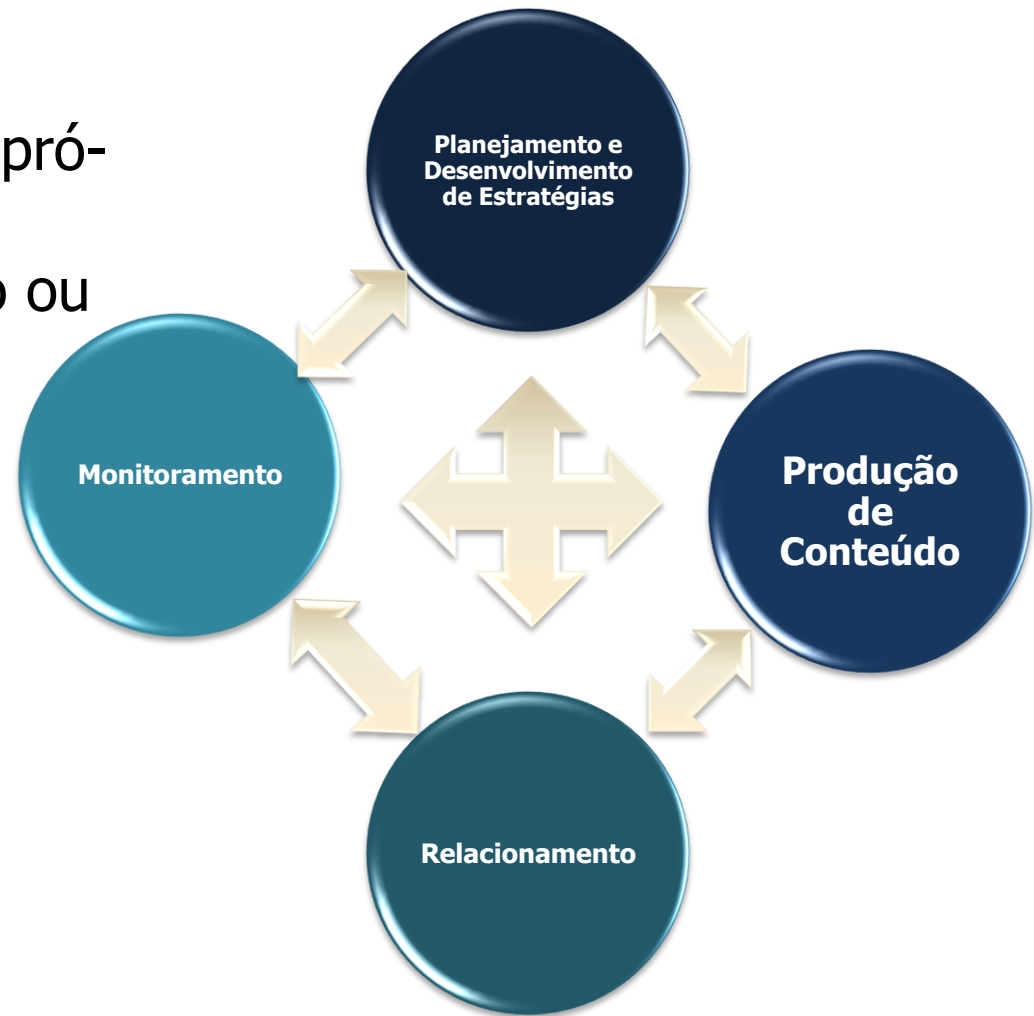 pró-
ou
Planejamento e
Desenvolvimento
de Estratégias
Monitoramento
Produção
de
Conteúdo
Relacionamento